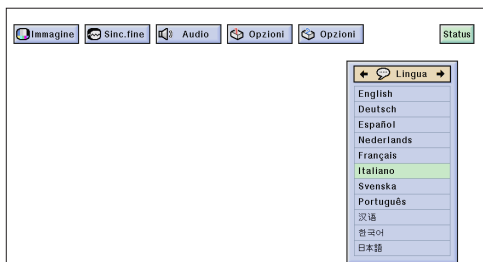 Immagine Sinc.fine Audio Opzioni Opzioni Status
Lingua
English
Deutsch
Español
Nederlands
Français
Italiano
Svenska
Português
汉语
한국어
日本語